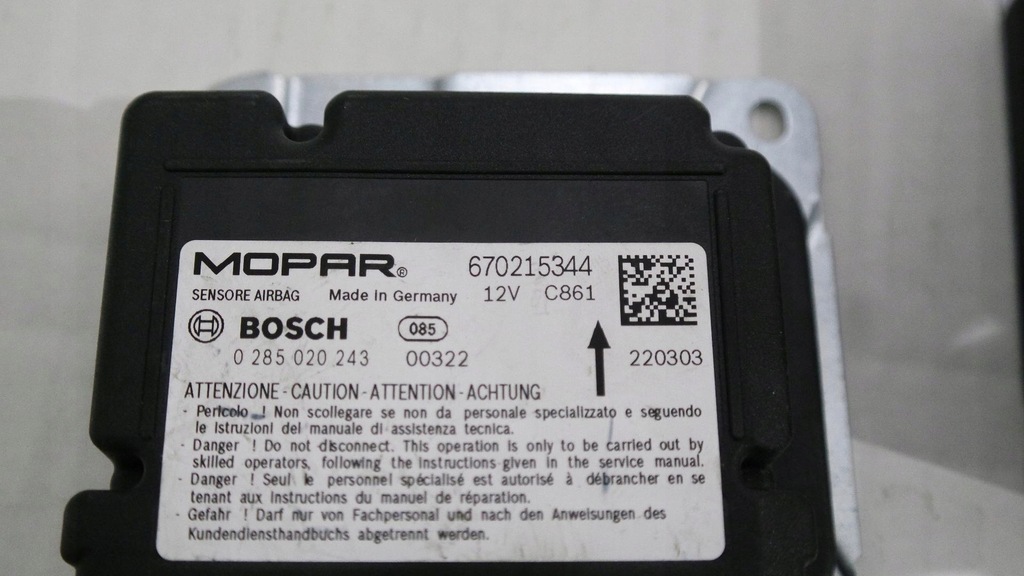 MOPAR® 670215344
SENSORE AIRBAG Made In Germany 12V C861
BOSCH 085
0 285 020 243 00322 220303
ATTENZIONE - CAUTION - ATTENTION - ACHTUNG
- Pericolo ! Non scollegare se non da personale specializzato e seguendo
le istruzioni del manuale di assistenza tecnica.
- Danger ! Do not disconnect. This operation is only to be carried out by
skilled operators, following the instructions given in the service manual.
- Danger ! Seul le personnel spécialisé est autorisé à débrancher en se
tenant aux instructions du manuel de réparation.
- Gefahr ! Darf nur von Fachpersonal und nach den Anweisungen des
Kundendiensthandbuchs abgetrennt werden.